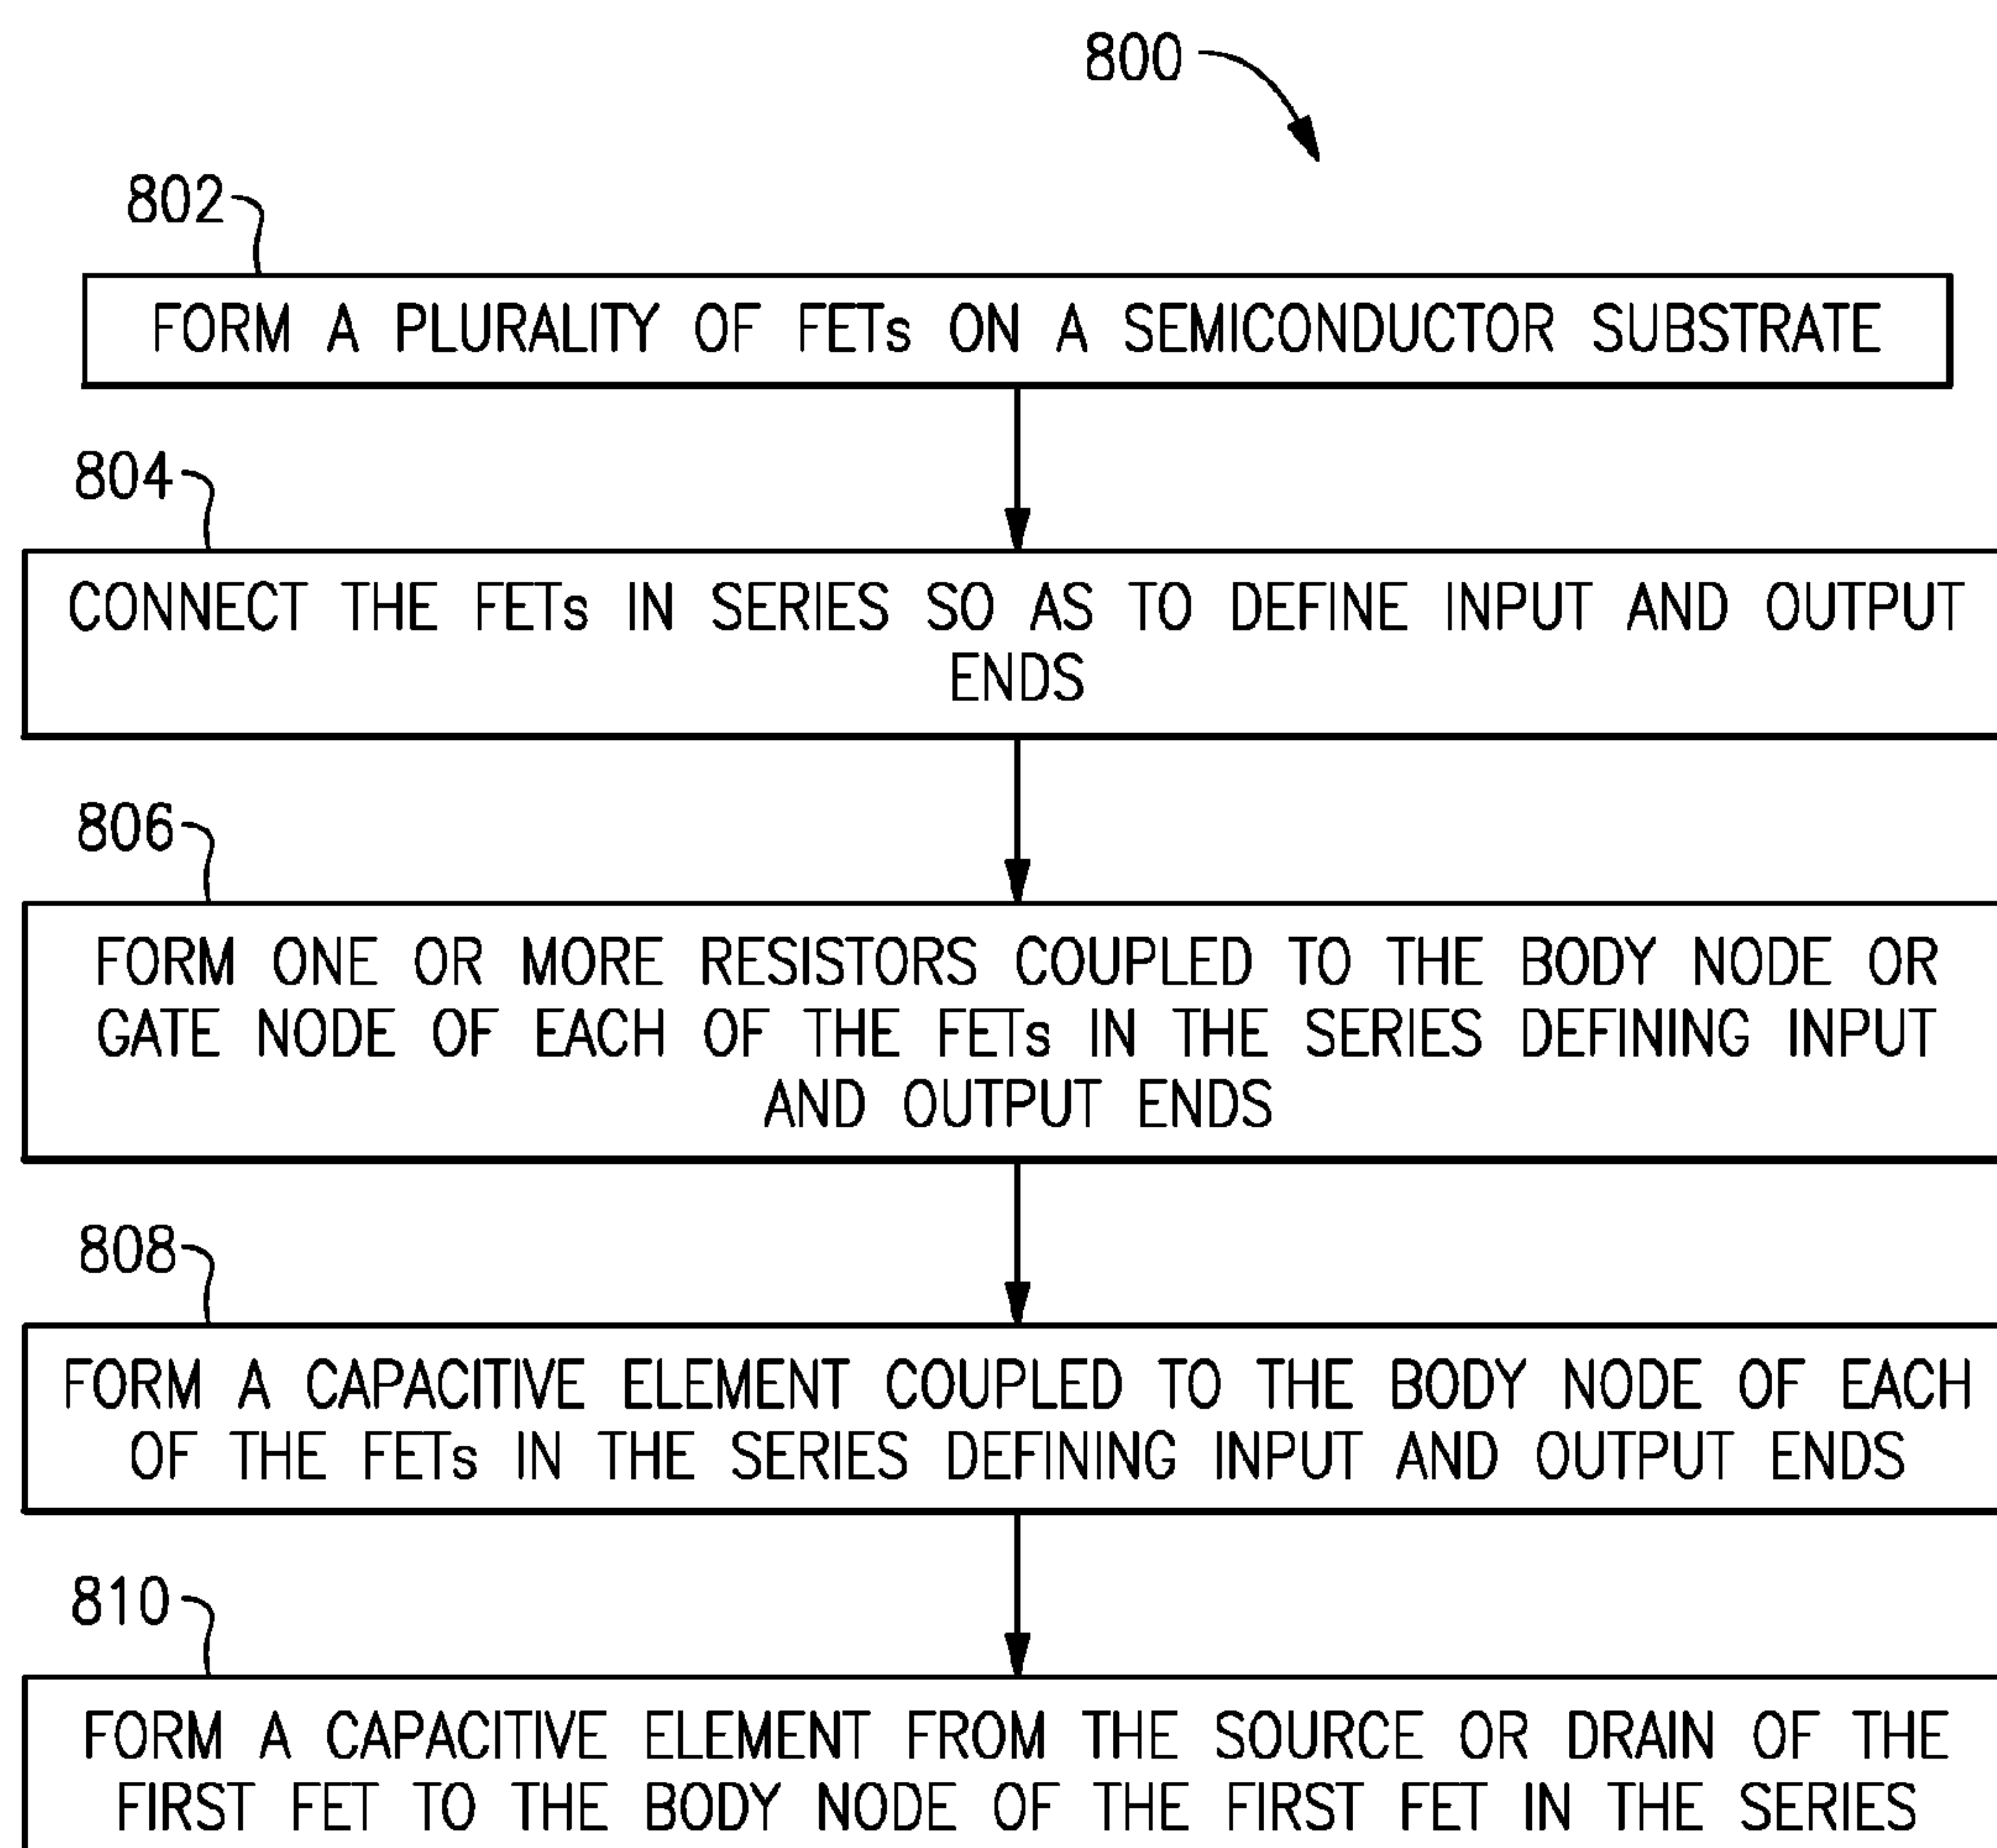 800
802
FORM A PLURALITY OF FETs ON A SEMICONDUCTOR SUBSTRATE
804
CONNECT THE FETs IN SERIES SO AS TO DEFINE INPUT AND OUTPUT
ENDS
806
FORM ONE OR MORE RESISTORS COUPLED TO THE BODY NODE OR
GATE NODE OF EACH OF THE FETs IN THE SERIES DEFINING INPUT
AND OUTPUT ENDS
808
FORM A CAPACITIVE ELEMENT COUPLED TO THE BODY NODE OF EACH
OF THE FETs IN THE SERIES DEFINING INPUT AND OUTPUT ENDS
810
FORM A CAPACITIVE ELEMENT FROM THE SOURCE OR DRAIN OF THE
FIRST FET TO THE BODY NODE OF THE FIRST FET IN THE SERIES